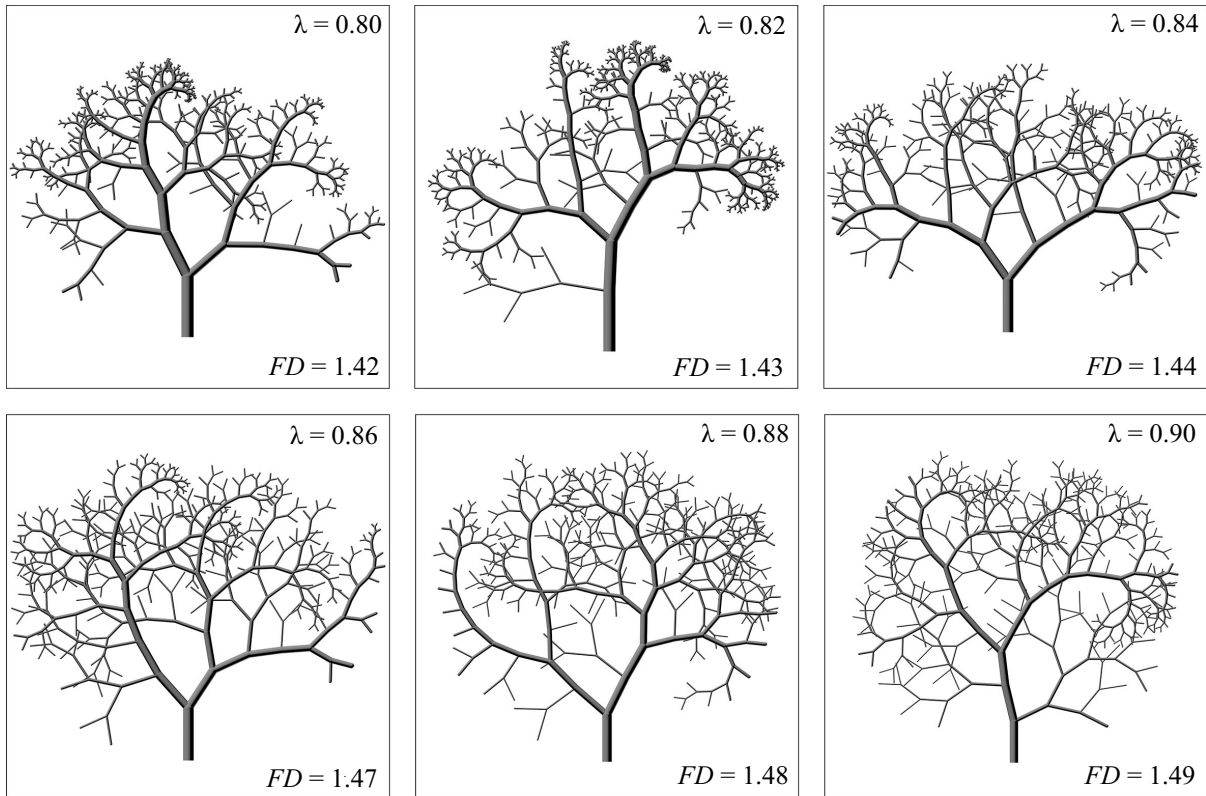 λ = 0.80
FD = 1.42
λ = 0.82
FD = 1.43
λ = 0.84
FD = 1.44
λ = 0.86
FD = 1.47
λ = 0.88
FD = 1.48
λ = 0.90
FD = 1.49